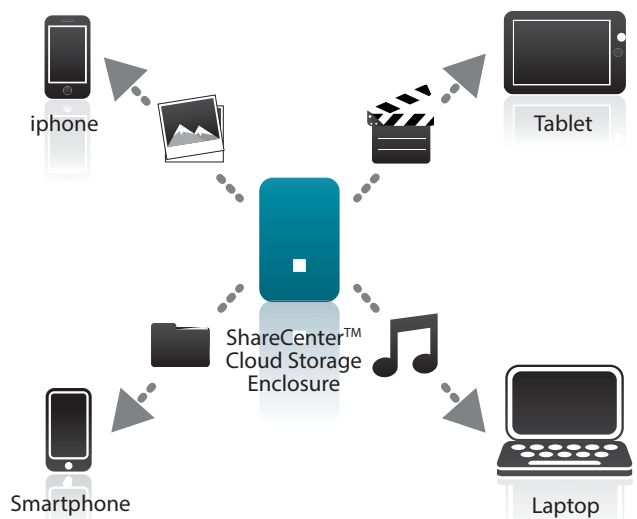 iphone
Tablet
ShareCenter™
Cloud Storage
Enclosure
Smartphone
Laptop